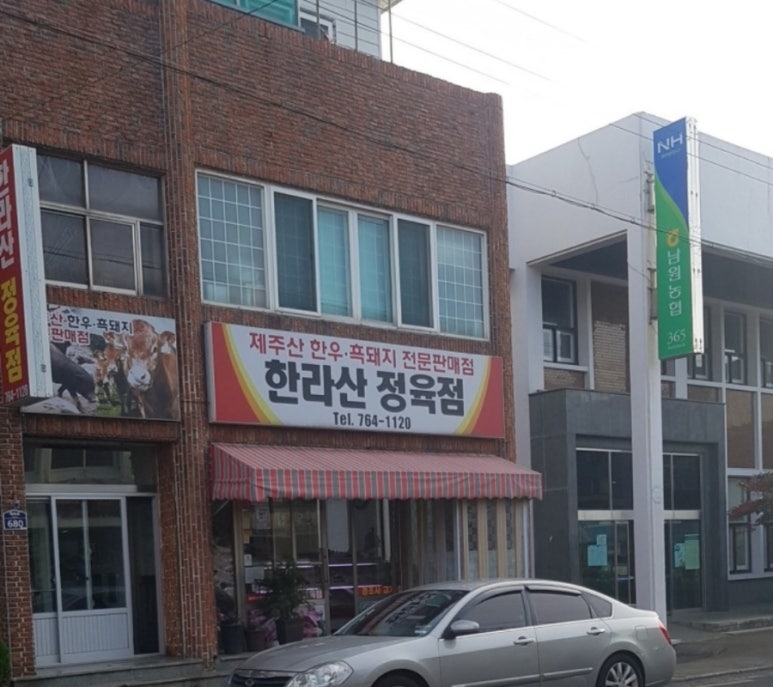 한라산 정육점
산·한우·흑돼지
판매점
제주산 한우·흑돼지 전문판매점
한라산 정육점
Tel. 764-1120
NH
남원농협
365
680